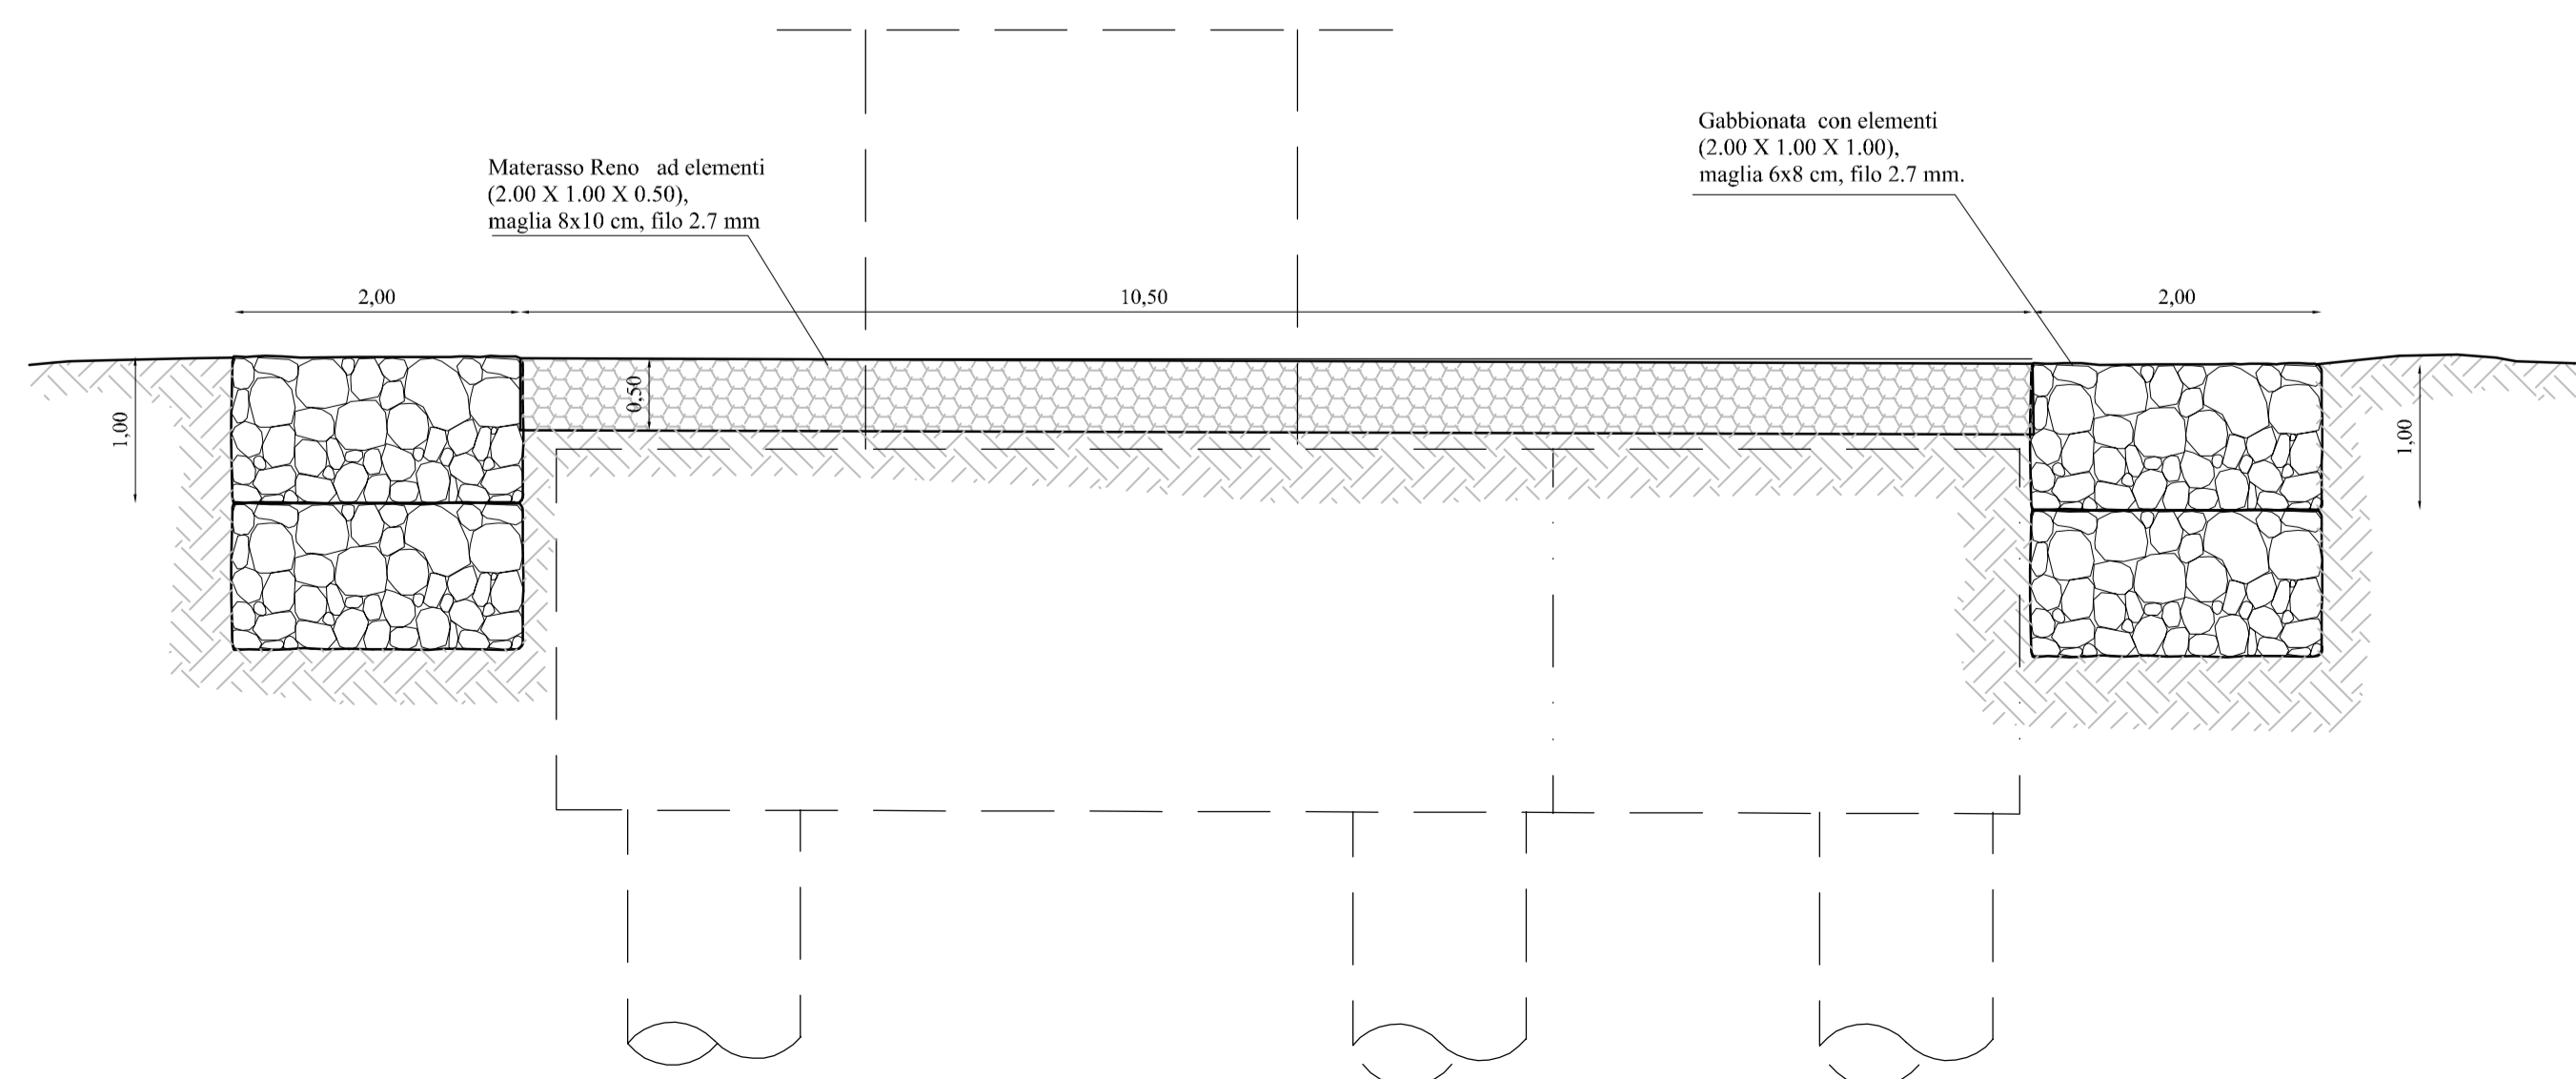 Gabbionata con elementi
(2.00 X 1.00 X 1.00),
maglia 6x8 cm, filo 2.7 mm.
Materasso Reno ad elementi
(2.00 X 1.00 X 0.50),
maglia 8x10 cm, filo 2.7 mm
2,00
10,50
2,00
0,50
1,00
1,00